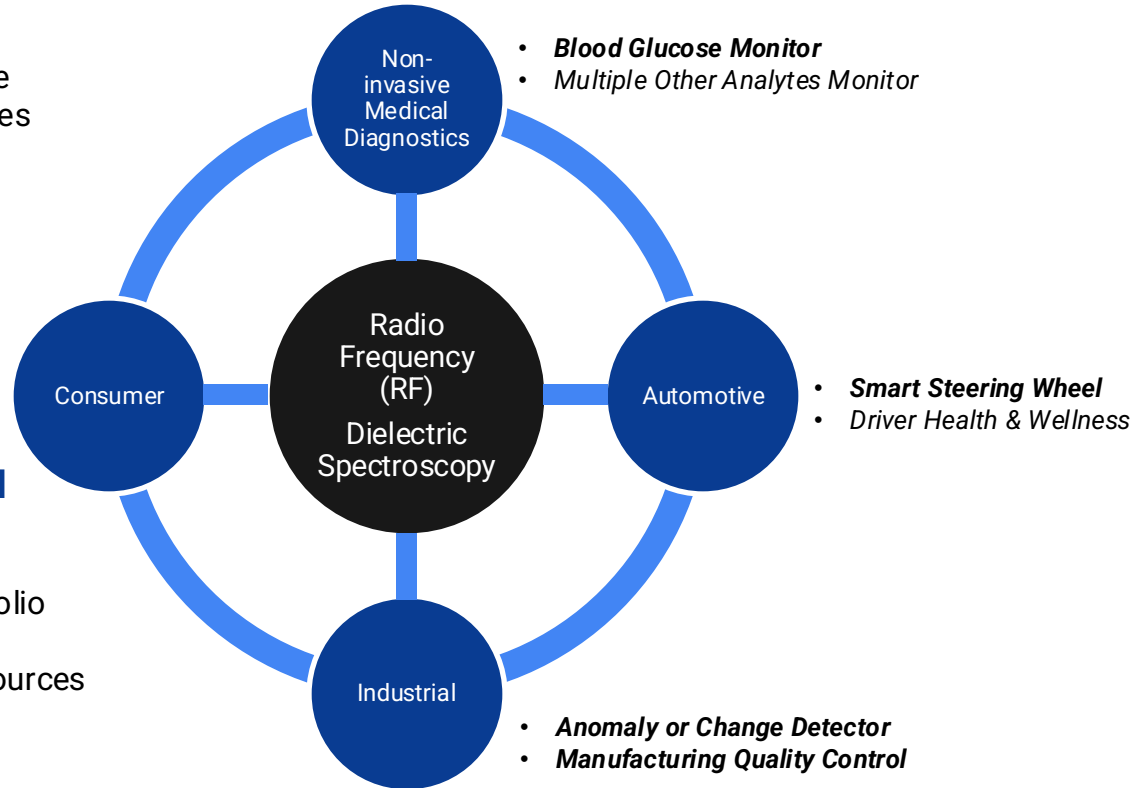 Non-
invasive
Medical
Diagnostics
• Blood Glucose Monitor
• Multiple Other Analytes Monitor
Radio
Frequency
(RF)
Dielectric
Spectroscopy
Consumer
Automotive
• Smart Steering Wheel
• Driver Health & Wellness
Industrial
• Anomaly or Change Detector
• Manufacturing Quality Control